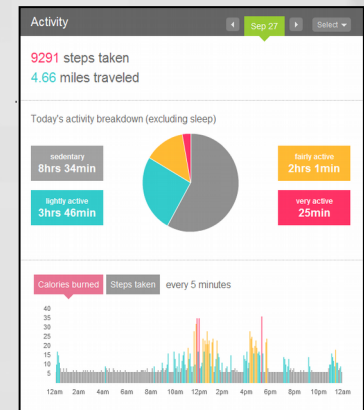 Activity
Sep 27
Select
9291 steps taken
4.66 miles traveled
Today's activity breakdown (excluding sleep)
sedentary
8hrs 34min
fairly active
2hrs 1min
lightly active
3hrs 46min
very active
25min
Calories burned Steps taken every 5 minutes
40
35
30
25
20
15
10
5
12am 2am 4am 6am 8am 10am 12pm 2pm 4pm 6pm 8pm 10pm 12am